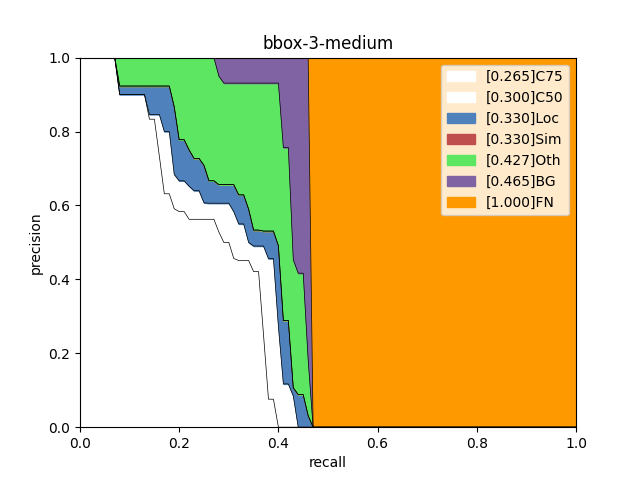 bbox-3-medium
1.0
0.8
0.6
0.4
0.2
0.0
precision
[0.265]C75
[0.300]C50
[0.330]Loc
[0.330]Sim
[0.427]Oth
[0.465]BG
[1.000]FN
0.0 0.2 0.4 0.6 0.8 1.0
recall